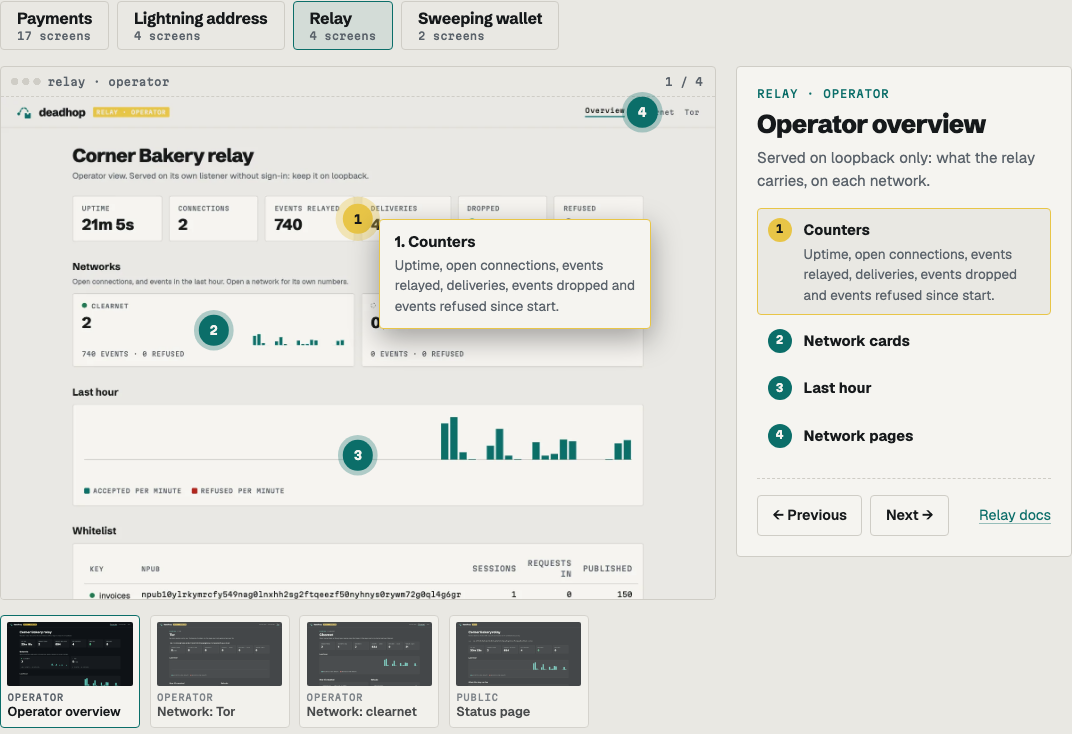 Payments
17 screens
Lightning address
4 screens
Relay
4 screens
Sweeping wallet
2 screens
relay · operator
1 / 4
deadhop
RELAY · OPERATOR
Overview
4
Tor
Corner Bakery relay
Operator view. Served on its own listener without sign-in: keep it on loopback.
UPTIME
21m 5s
CONNECTIONS
2
EVENTS RELAYED
740
1
DELIVERIES
DROPPED
REFUSED
1. Counters
Uptime, open connections, events
relayed, deliveries, events dropped and
events refused since start.
Networks
Open connections, and events in the last hour. Open a network for its own numbers.
CLEARNET
2
2
740 EVENTS · 0 REFUSED
0 EVENTS · 0 REFUSED
Last hour
3
ACCEPTED PER MINUTE
REFUSED PER MINUTE
Whitelist
KEY
NPUB
SESSIONS
REQUESTS
IN
PUBLISHED
invoices
1
0
150
RELAY · OPERATOR
Operator overview
Served on loopback only: what the relay
carries, on each network.
1
Counters
Uptime, open connections, events
relayed, deliveries, events dropped
and events refused since start.
2
Network cards
3
Last hour
4
Network pages
← Previous
Next →
Relay docs
OPERATOR
Operator overview
OPERATOR
Network: Tor
OPERATOR
Network: clearnet
PUBLIC
Status page